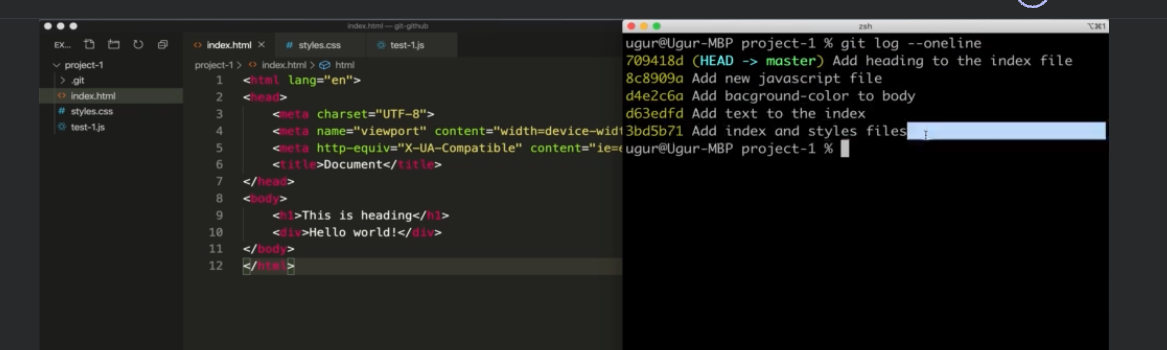 index.html — git-github
zsh
⌥⌘1
EX...
index.html ×
# styles.css
test-1.js
project-1
.git
index.html
# styles.css
test-1.js
project-1 > <> index.html > html
1 <html lang="en">
2 <head>
3 <meta charset="UTF-8">
4 <meta name="viewport" content="width=device-widt
5 <meta http-equiv="X-UA-Compatible" content="ie=e
6 <title>Document</title>
7 </head>
8 <body>
9 <h1>This is heading</h1>
10 <div>Hello world!</div>
11 </body>
12 </html>
ugur@Ugur-MBP project-1 % git log --oneline
709418d (HEAD -> master) Add heading to the index file
8c8909a Add new javascript file
d4e2c6a Add bacground-color to body
d63edfd Add text to the index
3bd5b71 Add index and styles files
ugur@Ugur-MBP project-1 %